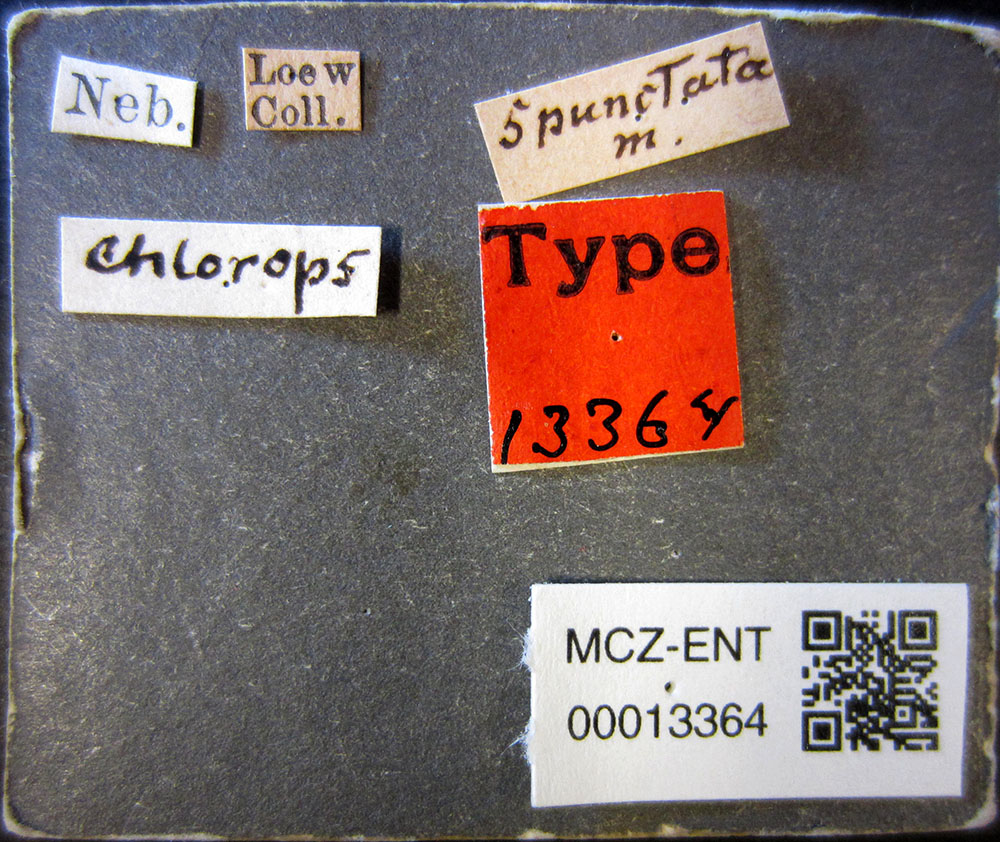 Neb.
Loew
Coll.
5punctata
m.
chlorops
Type
13364
MCZ-ENT
00013364